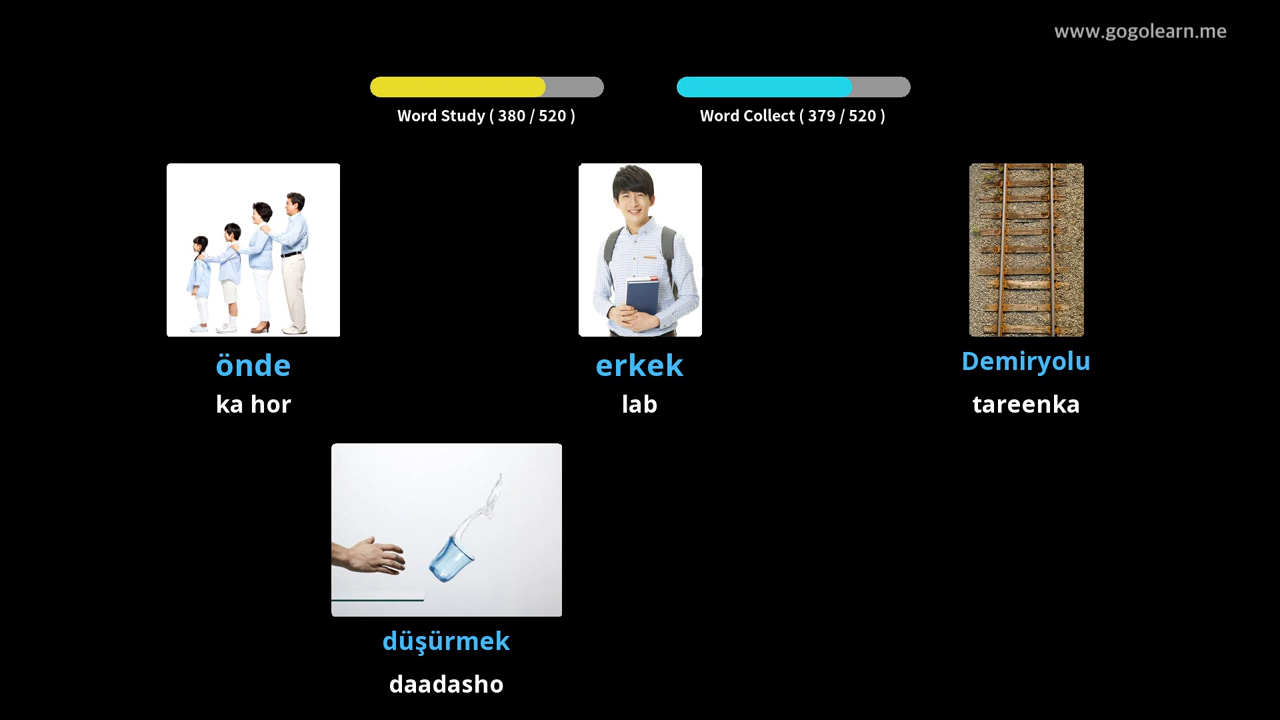 www.gogolearn.me
Word Study ( 380 / 520 )
Word Collect ( 379 / 520 )
önde
ka hor
erkek
lab
Demiryolu
tareenka
düşürmek
daadasho